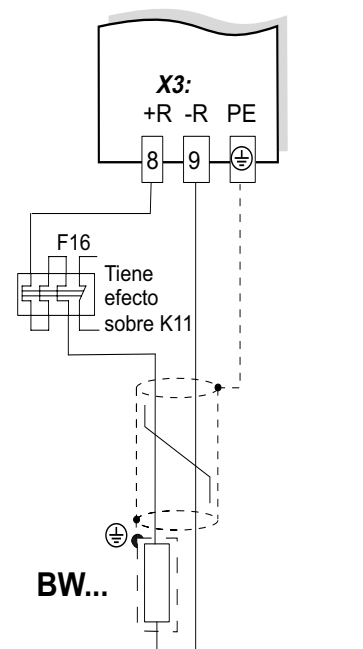 X3:
+R -R PE
8 9
F16
Tiene
efecto
sobre K11
BW...